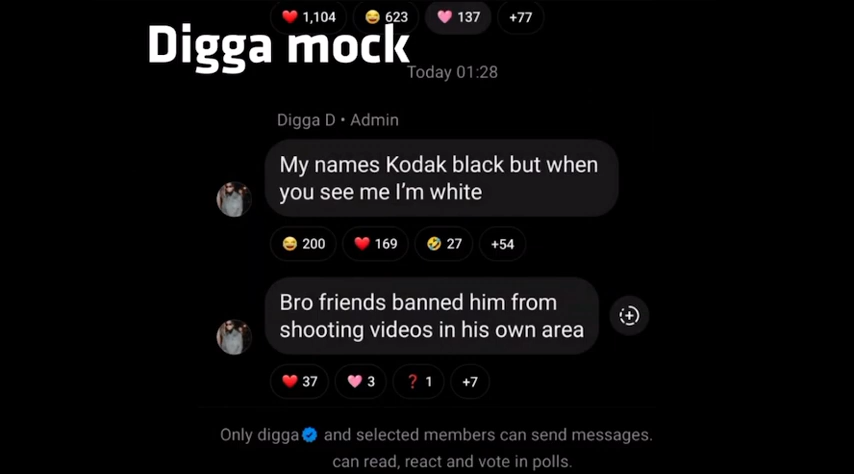 ❤️ 1,104 😂 623 🩷 137 +77
Digga mock
Today 01:28
Digga D • Admin
My names Kodak black but when
you see me I'm white
😂 200 ❤️ 169 🤣 27 +54
Bro friends banned him from
shooting videos in his own area
❤️ 37 🩷 3 ❓ 1 +7
Only digga and selected members can send messages.
can read, react and vote in polls.